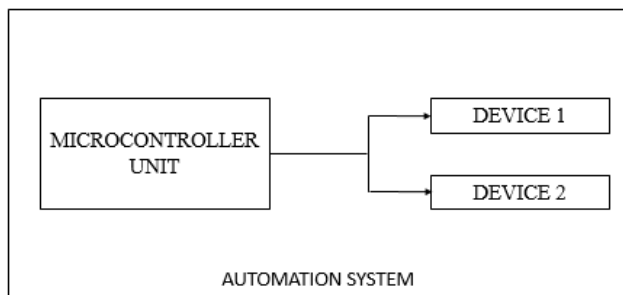 MICROCONTROLLER
UNIT
DEVICE 1
DEVICE 2
AUTOMATION SYSTEM